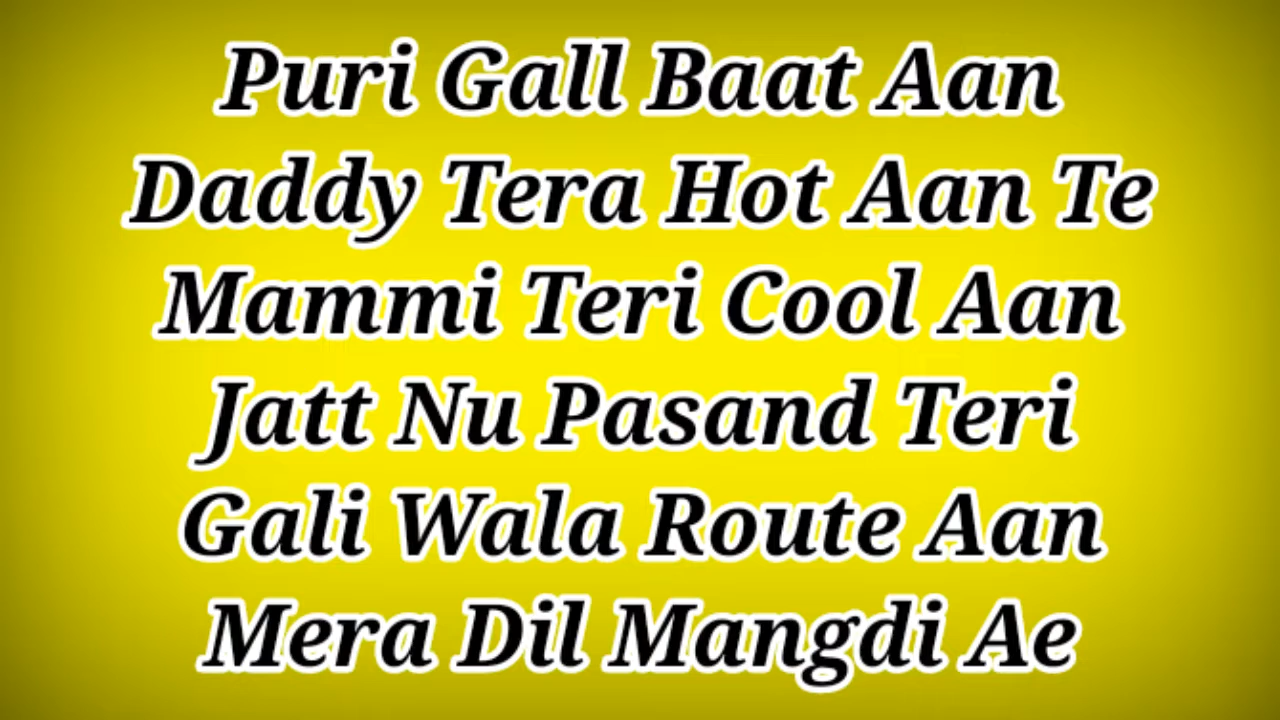 Puri Gall Baat Aan
Daddy Tera Hot Aan Te
Mammi Teri Cool Aan
Jatt Nu Pasand Teri
Gali Wala Route Aan
Mera Dil Mangdi Ae